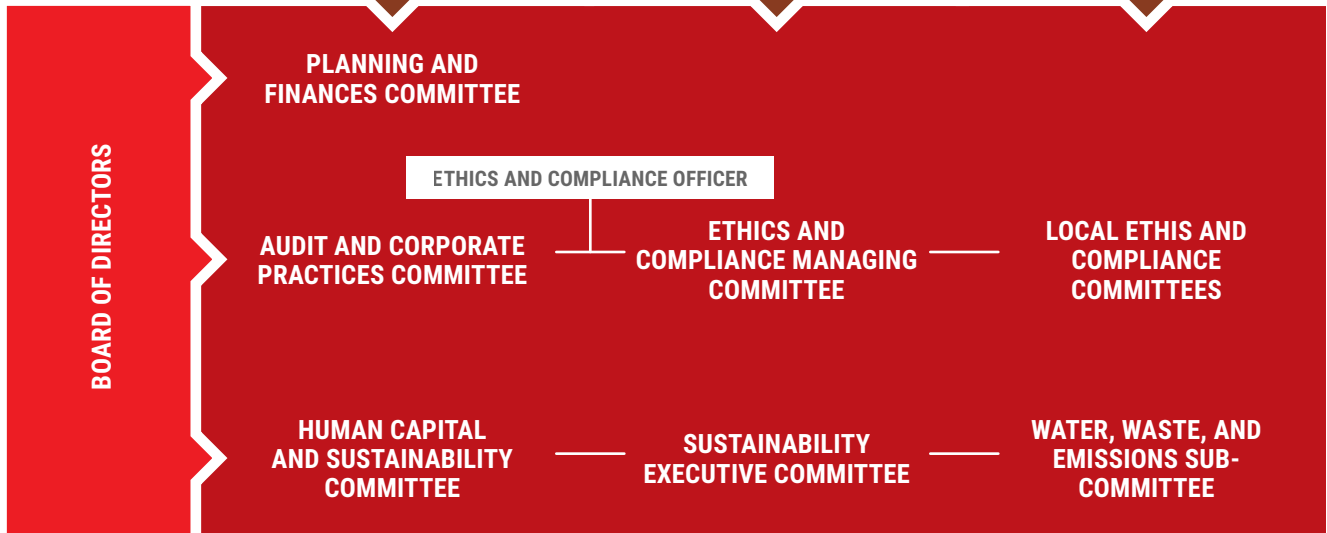 BOARD OF DIRECTORS
PLANNING AND
FINANCES COMMITTEE
ETHICS AND COMPLIANCE OFFICER
AUDIT AND CORPORATE
PRACTICES COMMITTEE
ETHICS AND
COMPLIANCE MANAGING
COMMITTEE
LOCAL ETHIS AND
COMPLIANCE
COMMITTEES
HUMAN CAPITAL
AND SUSTAINABILITY
COMMITTEE
SUSTAINABILITY
EXECUTIVE COMMITTEE
WATER, WASTE, AND
EMISSIONS SUB-
COMMITTEE